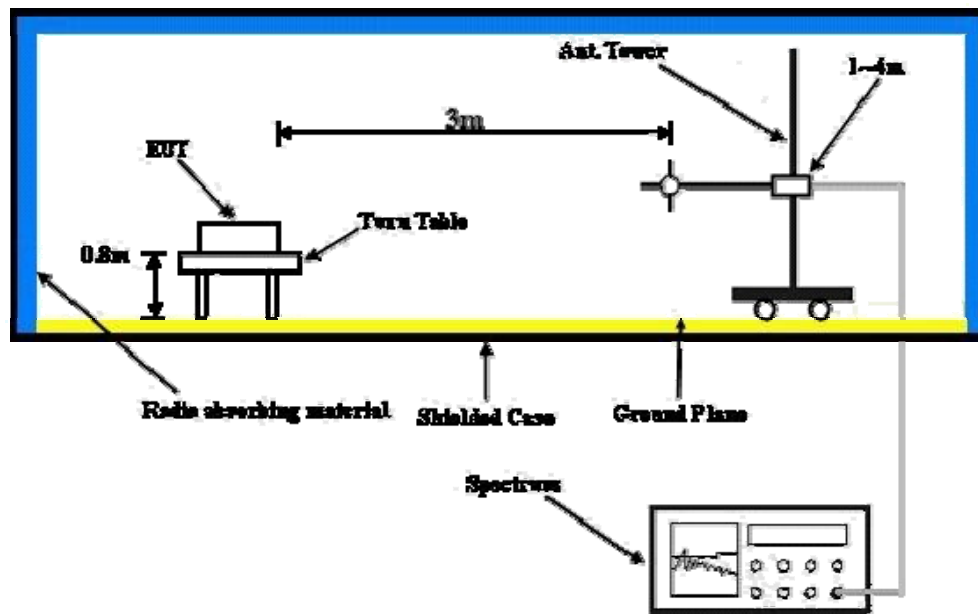 Ant. Tower
1~4m
3m
EUT
Turn Table
0.8m
Radio absorbing material
Shielded Case
Ground Plane
Spectrum